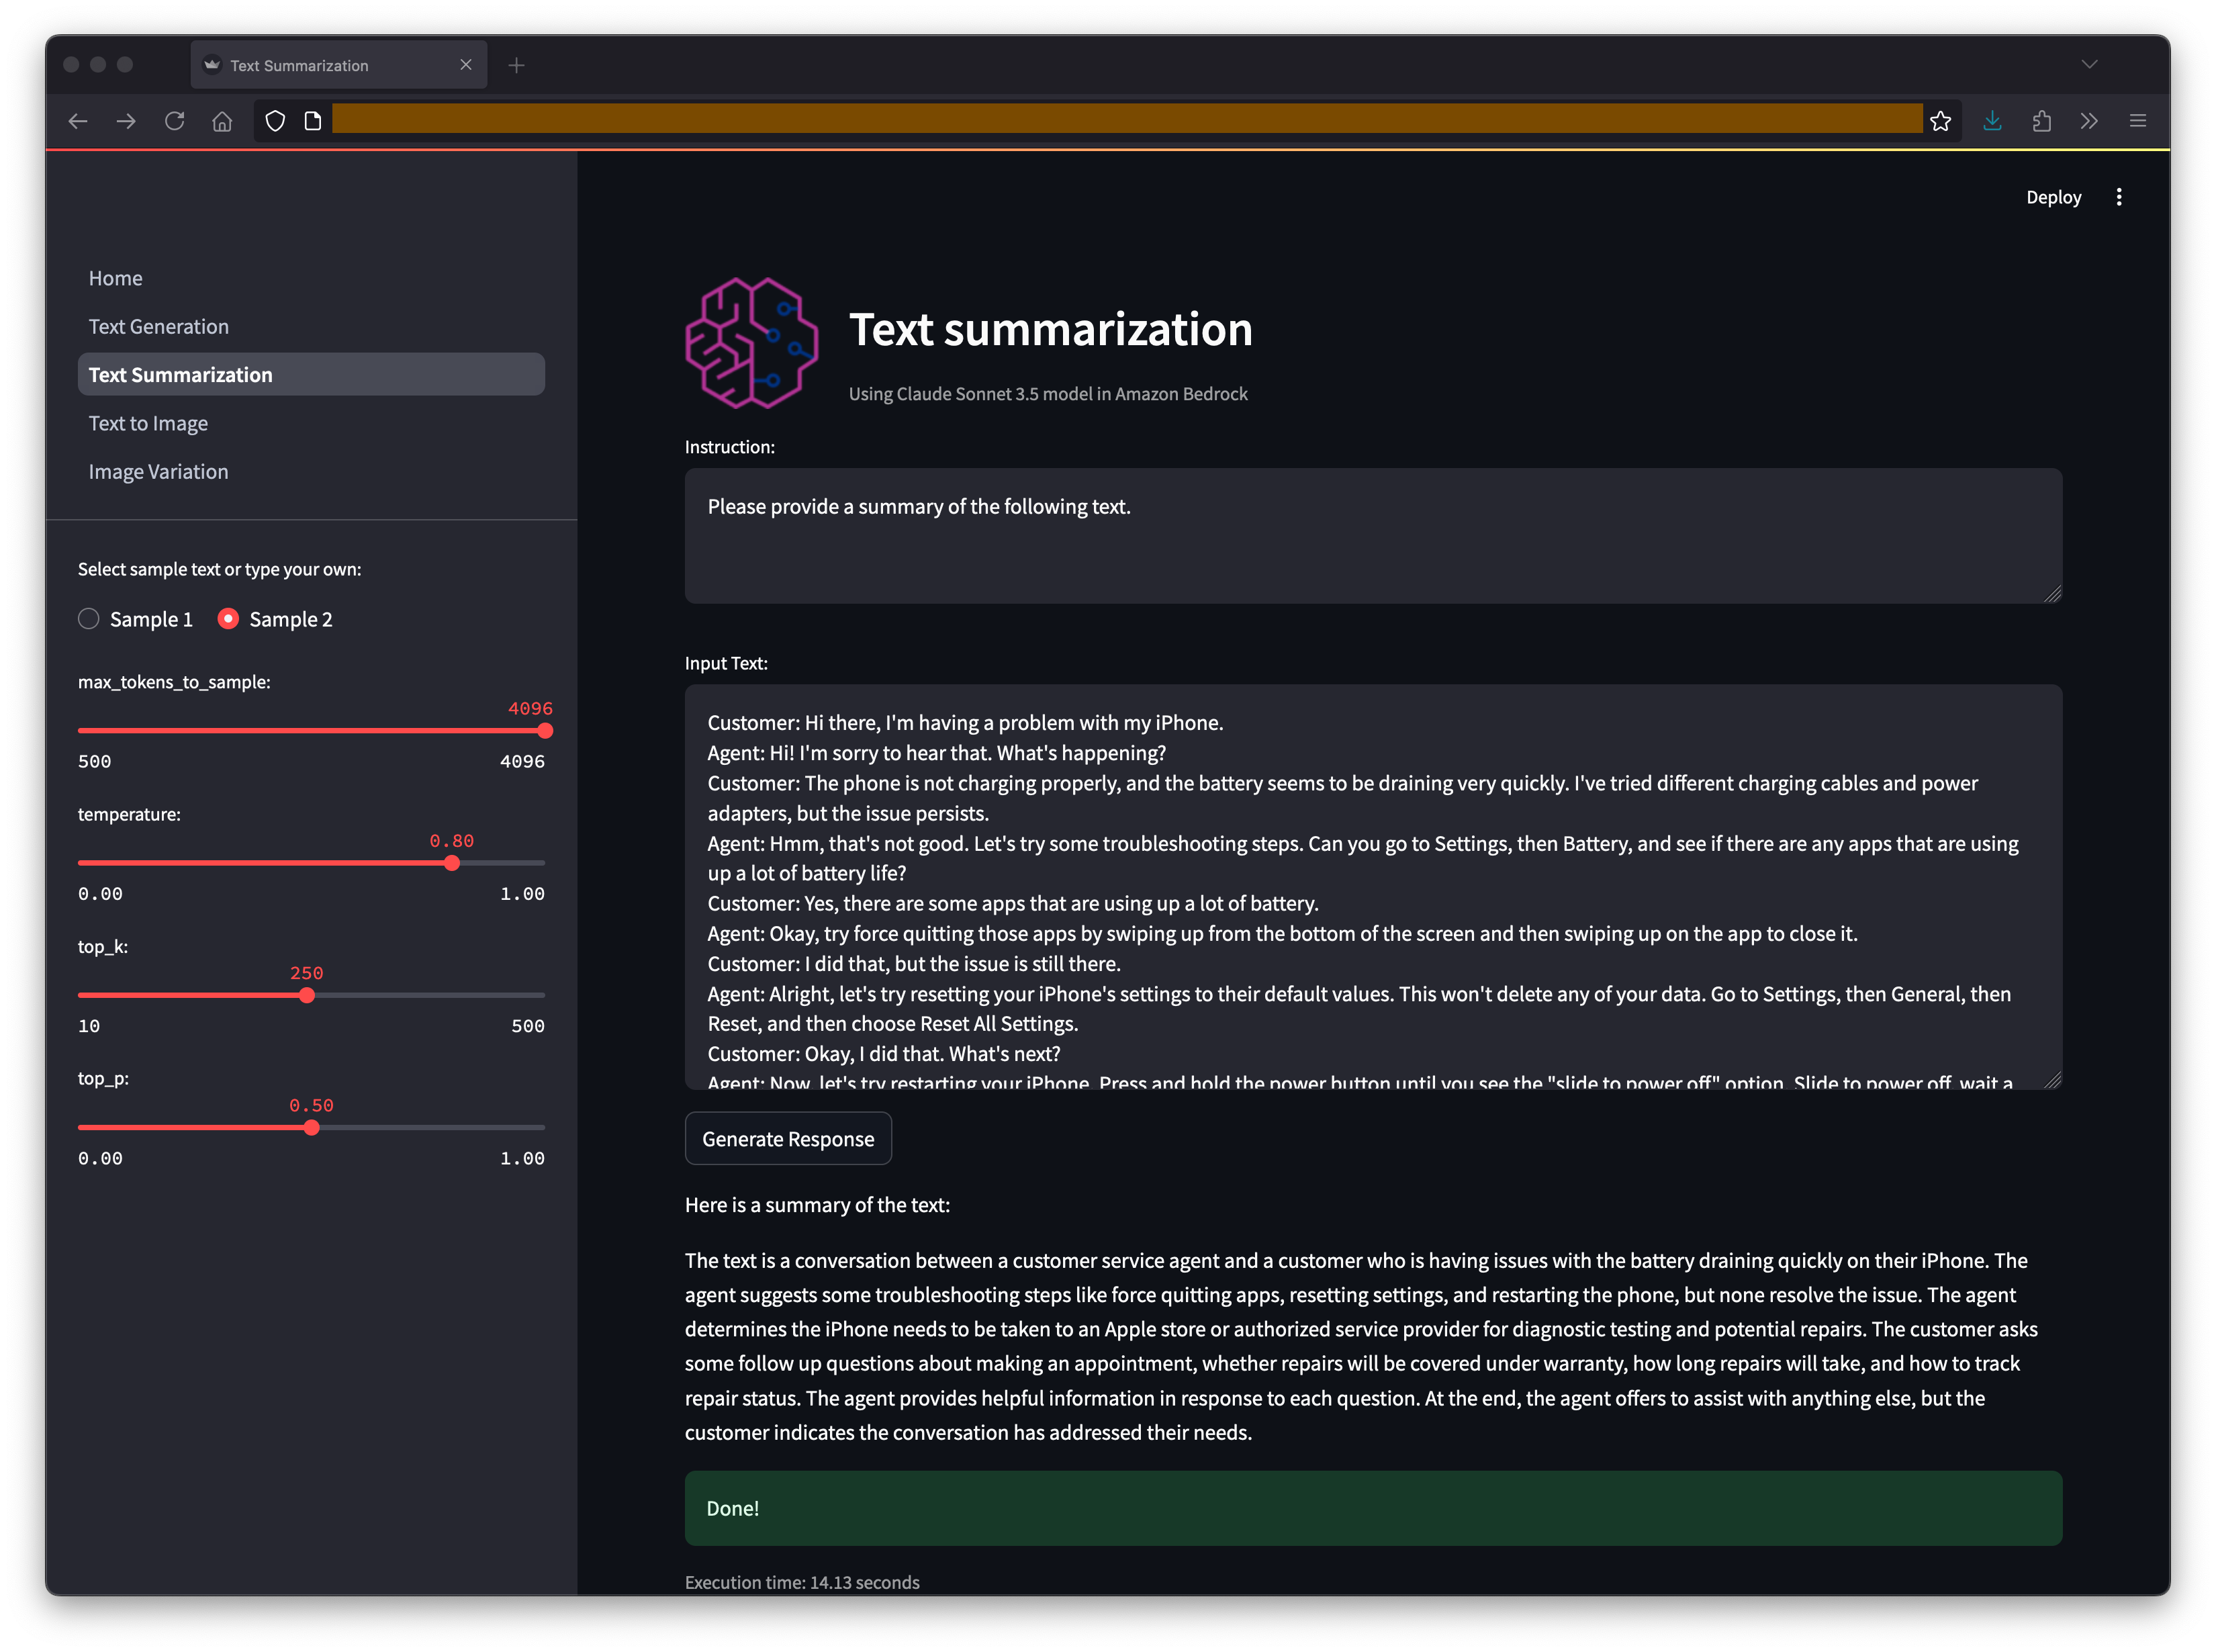 Text Summarization
Deploy
Home
Text Generation
Text Summarization
Text to Image
Image Variation
Select sample text or type your own:
Sample 1
Sample 2
max_tokens_to_sample:
4096
500
4096
temperature:
0.80
0.00
1.00
top_k:
250
10
500
top_p:
0.50
0.00
1.00
Text summarization
Using Claude Sonnet 3.5 model in Amazon Bedrock
Instruction:
Please provide a summary of the following text.
Input Text:
Customer: Hi there, I'm having a problem with my iPhone.
Agent: Hi! I'm sorry to hear that. What's happening?
Customer: The phone is not charging properly, and the battery seems to be draining very quickly. I've tried different charging cables and power
adapters, but the issue persists.
Agent: Hmm, that's not good. Let's try some troubleshooting steps. Can you go to Settings, then Battery, and see if there are any apps that are using
up a lot of battery life?
Customer: Yes, there are some apps that are using up a lot of battery.
Agent: Okay, try force quitting those apps by swiping up from the bottom of the screen and then swiping up on the app to close it.
Customer: I did that, but the issue is still there.
Agent: Alright, let's try resetting your iPhone's settings to their default values. This won't delete any of your data. Go to Settings, then General, then
Reset, and then choose Reset All Settings.
Customer: Okay, I did that. What's next?
Agent: Now, let's try restarting your iPhone. Press and hold the power button until you see the "slide to power off" option. Slide to power off, wait a
Generate Response
Here is a summary of the text:
The text is a conversation between a customer service agent and a customer who is having issues with the battery draining quickly on their iPhone. The
agent suggests some troubleshooting steps like force quitting apps, resetting settings, and restarting the phone, but none resolve the issue. The agent
determines the iPhone needs to be taken to an Apple store or authorized service provider for diagnostic testing and potential repairs. The customer asks
some follow up questions about making an appointment, whether repairs will be covered under warranty, how long repairs will take, and how to track
repair status. The agent provides helpful information in response to each question. At the end, the agent offers to assist with anything else, but the
customer indicates the conversation has addressed their needs.
Done!
Execution time: 14.13 seconds